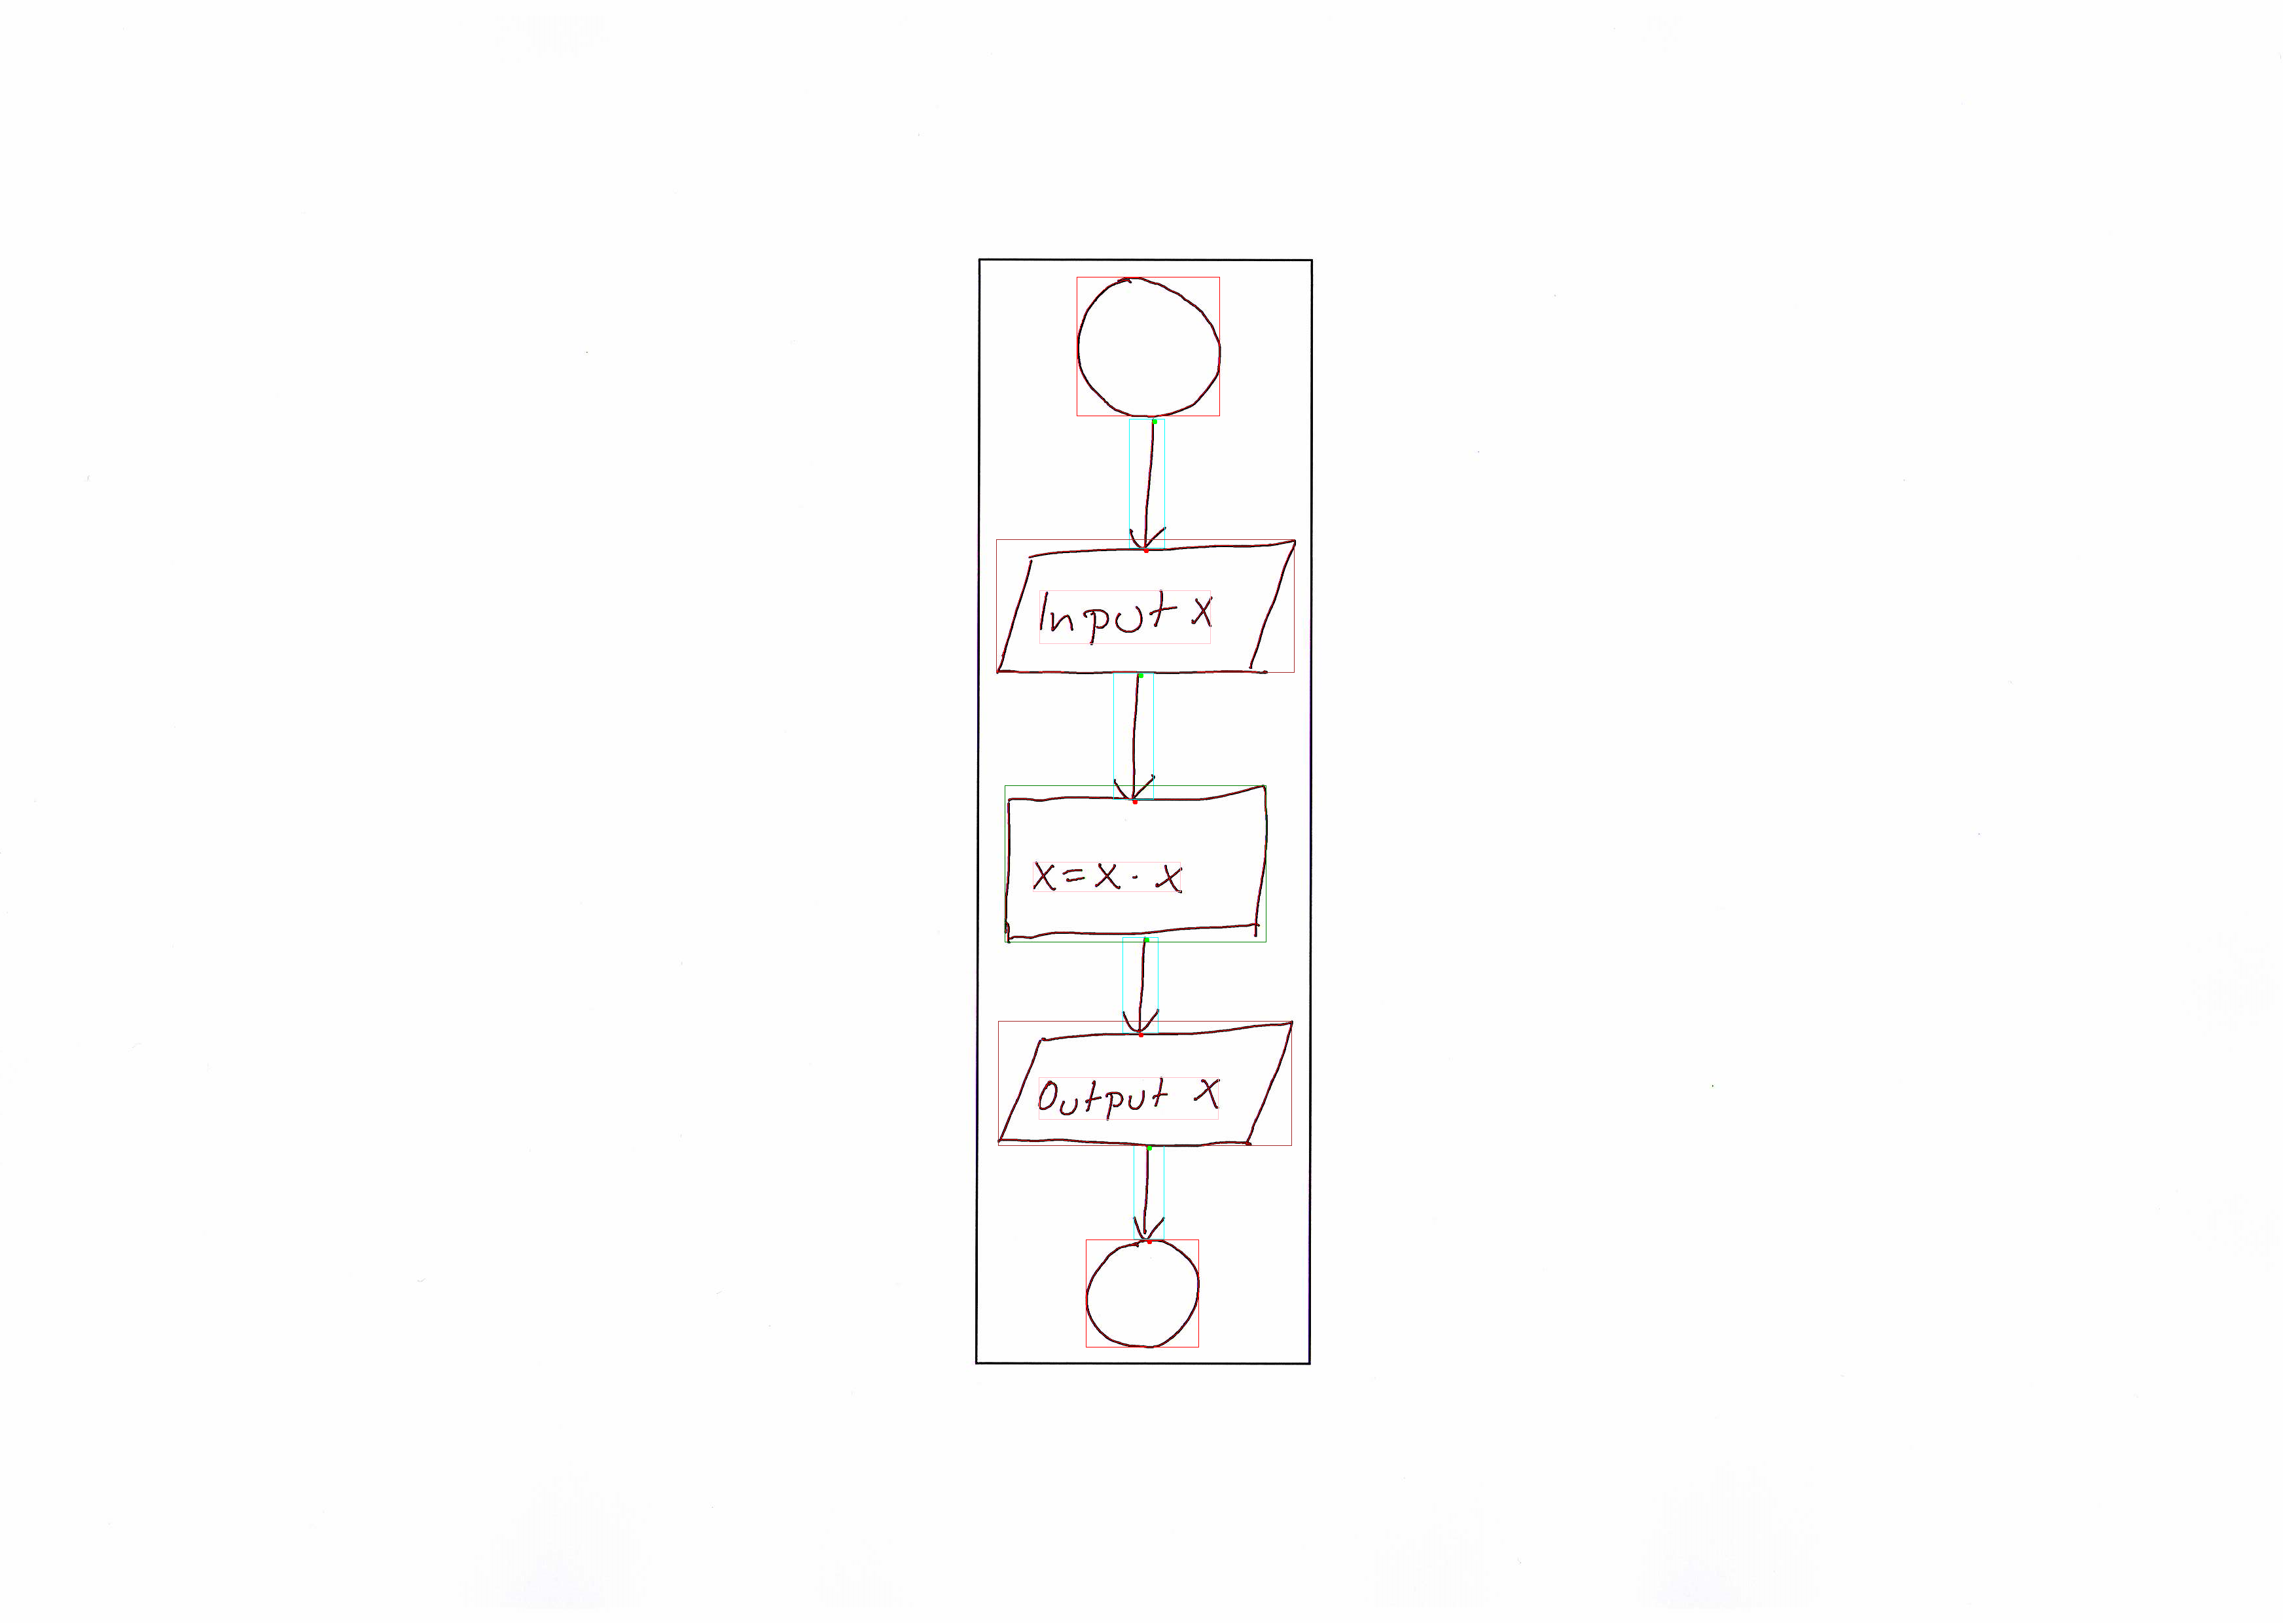 Input x
x = x · x
Output x